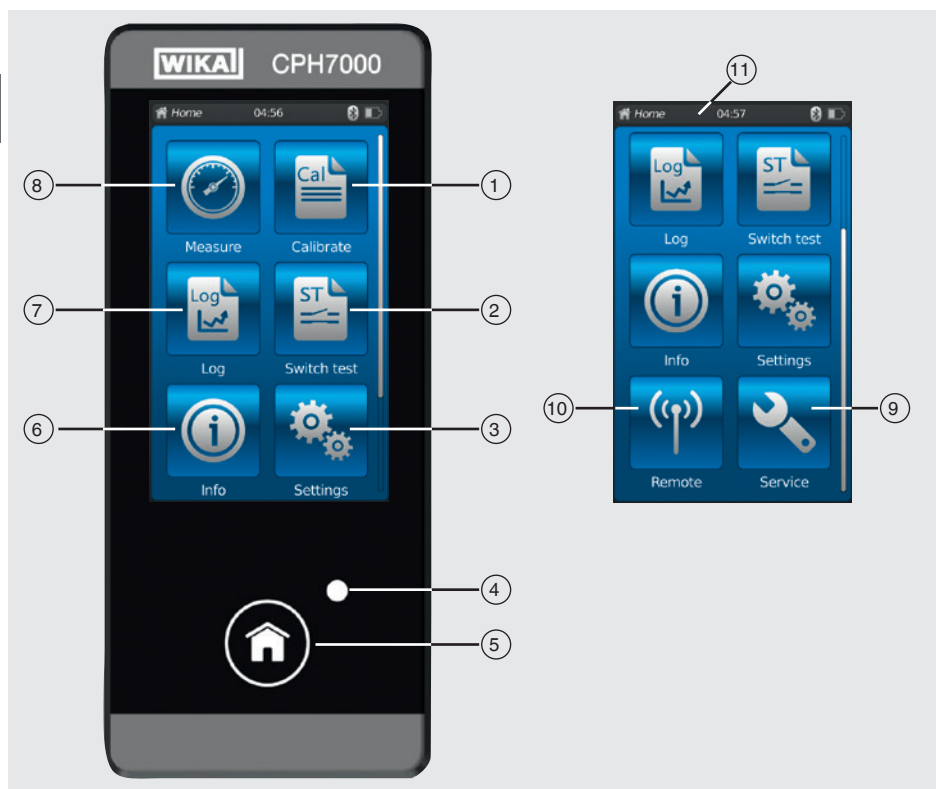 WIKAI CPH7000
Home 04:56
Cal
Measure Calibrate
Log ST
Log Switch test
Info Settings
8
7
6
1
2
3
4
5
11
Home 04:57
Log ST
Log Switch test
Info Settings
Remote Service
10
9